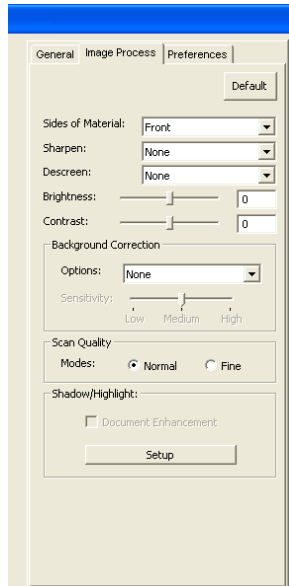 General Image Process Preferences
Default
Sides of Material: Front
Sharpen: None
Descreen: None
Brightness: 0
Contrast: 0
Background Correction
Options: None
Sensitivity:
Low Medium High
Scan Quality
Modes: Normal Fine
Shadow/Highlight:
Document Enhancement
Setup